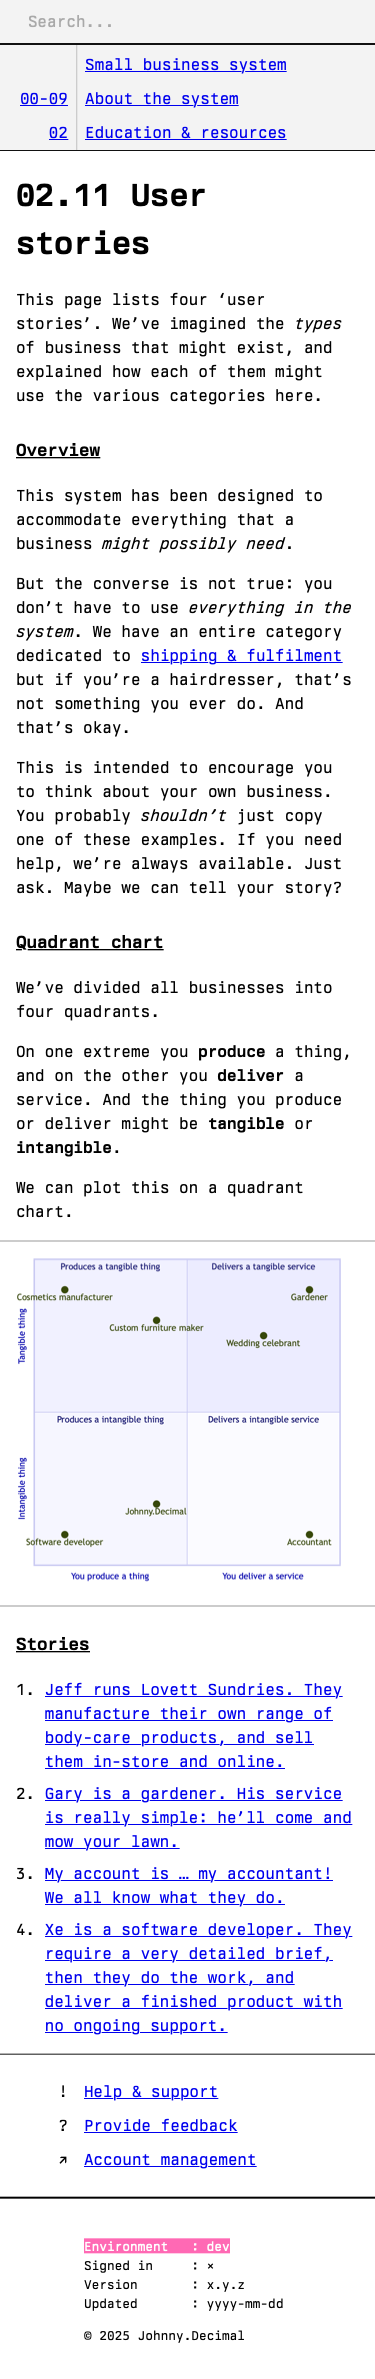 Search...
Small business system
00-09 About the system
02 Education & resources
02.11 User
stories
This page lists four ‘user
stories’. We’ve imagined the types
of business that might exist, and
explained how each of them might
use the various categories here.
Overview
This system has been designed to
accommodate everything that a
business might possibly need.
But the converse is not true: you
don’t have to use everything in the
system. We have an entire category
dedicated to shipping & fulfilment
but if you’re a hairdresser, that’s
not something you ever do. And
that’s okay.
This is intended to encourage you
to think about your own business.
You probably shouldn’t just copy
one of these examples. If you need
help, we’re always available. Just
ask. Maybe we can tell your story?
Quadrant chart
We’ve divided all businesses into
four quadrants.
On one extreme you produce a thing,
and on the other you deliver a
service. And the thing you produce
or deliver might be tangible or
intangible.
We can plot this on a quadrant
chart.
Produces a tangible thing
Delivers a tangible service
Cosmetics manufacturer
Gardener
Custom furniture maker
Wedding celebrant
Tangible thing
Produces a intangible thing
Delivers a intangible service
Intangible thing
Johnny.Decimal
Software developer
Accountant
You produce a thing
You deliver a service
Stories
1. Jeff runs Lovett Sundries. They
manufacture their own range of
body-care products, and sell
them in-store and online.
2. Gary is a gardener. His service
is really simple: he’ll come and
mow your lawn.
3. My account is … my accountant!
We all know what they do.
4. Xe is a software developer. They
require a very detailed brief,
then they do the work, and
deliver a finished product with
no ongoing support.
! Help & support
? Provide feedback
↗ Account management
Environment : dev
Signed in : ×
Version : x.y.z
Updated : yyyy-mm-dd
© 2025 Johnny.Decimal